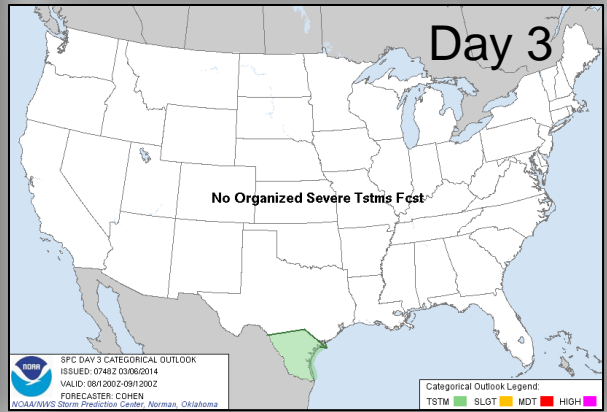 Day 3
No Organized Severe Tstms Fcst
NOAA
SPC DAY 3 CATEGORICAL OUTLOOK
ISSUED: 0748Z 03/06/2014
VALID: 08/1200Z-09/1200Z
FORECASTER: COHEN
NOAA/NWS Storm Prediction Center, Norman, Oklahoma
Categorical Outlook Legend:
TSTM SLGT MDT HIGH